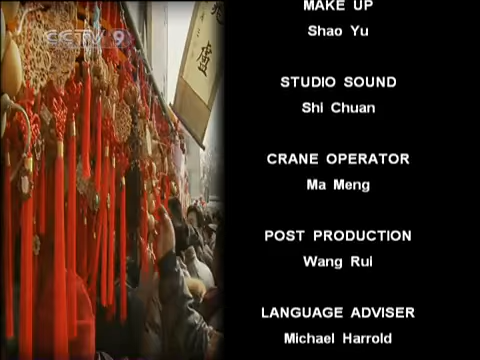 CCTV 9
盧
MAKE UP
Shao Yu
STUDIO SOUND
Shi Chuan
CRANE OPERATOR
Ma Meng
POST PRODUCTION
Wang Rui
LANGUAGE ADVISER
Michael Harrold